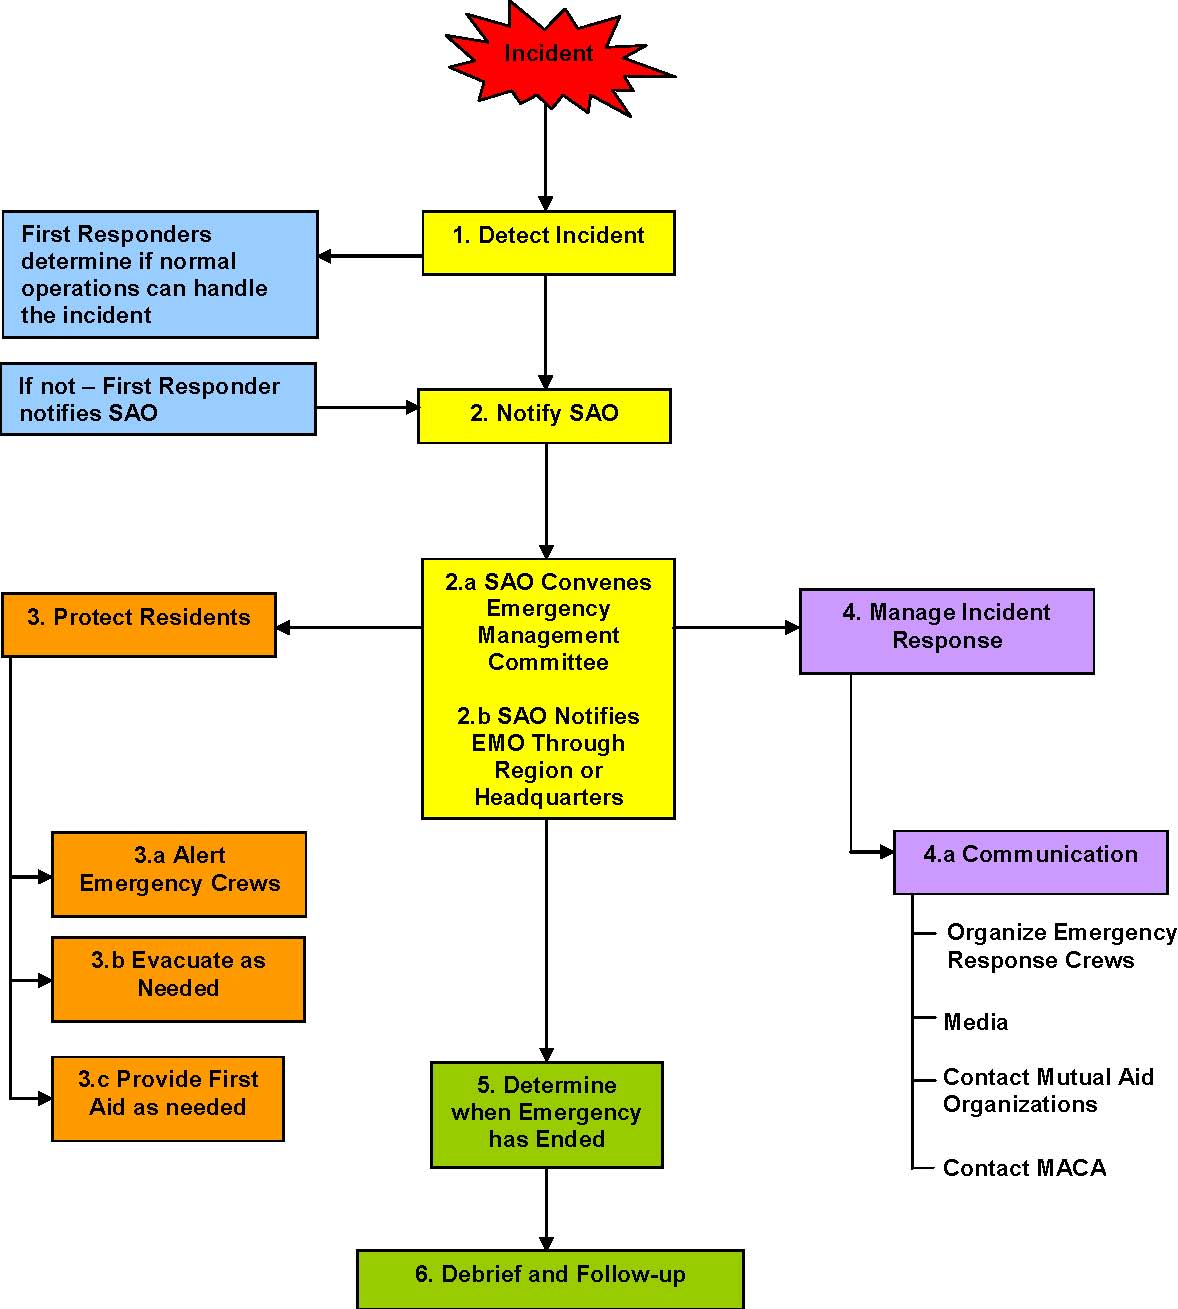 Incident
1. Detect Incident
First Responders
determine if normal
operations can handle
the incident
If not – First Responder
notifies SAO
2. Notify SAO
2.a SAO Convenes
Emergency
Management
Committee
2.b SAO Notifies
EMO Through
Region or
Headquarters
3. Protect Residents
3.a Alert
Emergency Crews
3.b Evacuate as
Needed
3.c Provide First
Aid as needed
4. Manage Incident
Response
4.a Communication
Organize Emergency
Response Crews
Media
Contact Mutual Aid
Organizations
Contact MACA
5. Determine
when Emergency
has Ended
6. Debrief and Follow-up